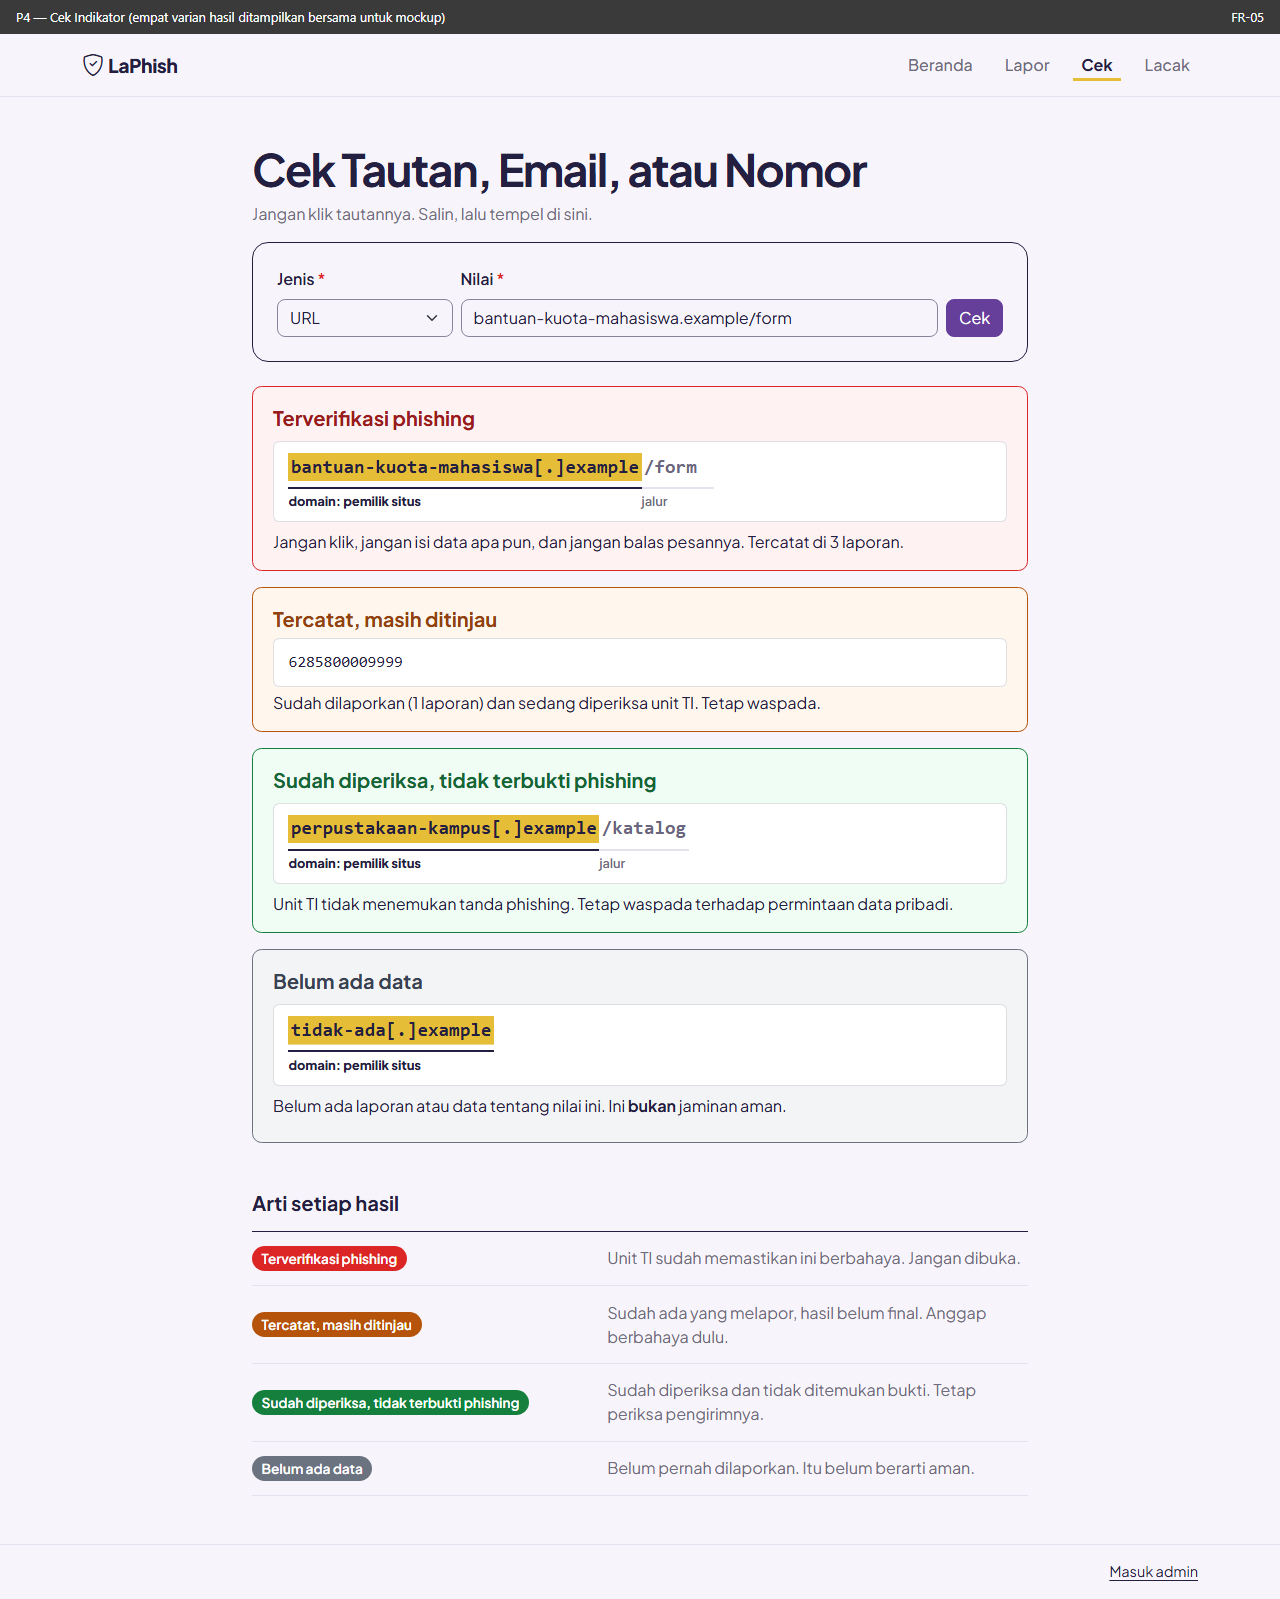 P4 — Cek Indikator (empat varian hasil ditampilkan bersama untuk mockup) FR-05
LaPhish Beranda Lapor Cek Lacak
Cek Tautan, Email, atau Nomor
Jangan klik tautannya. Salin, lalu tempel di sini.
Jenis * Nilai *
URL bantuan-kuota-mahasiswa.example/form Cek
Terverifikasi phishing
bantuan-kuota-mahasiswa[.]example/form
domain: pemilik situs jalur
Jangan klik, jangan isi data apa pun, dan jangan balas pesannya. Tercatat di 3 laporan.
Tercatat, masih ditinjau
6285800009999
Sudah dilaporkan (1 laporan) dan sedang diperiksa unit TI. Tetap waspada.
Sudah diperiksa, tidak terbukti phishing
perpustakaan-kampus[.]example/katalog
domain: pemilik situs jalur
Unit TI tidak menemukan tanda phishing. Tetap waspada terhadap permintaan data pribadi.
Belum ada data
tidak-ada[.]example
domain: pemilik situs
Belum ada laporan atau data tentang nilai ini. Ini bukan jaminan aman.
Arti setiap hasil
Terverifikasi phishing Unit TI sudah memastikan ini berbahaya. Jangan dibuka.
Tercatat, masih ditinjau Sudah ada yang melapor, hasil belum final. Anggap
berbahaya dulu.
Sudah diperiksa, tidak terbukti phishing Sudah diperiksa dan tidak ditemukan bukti. Tetap
periksa pengirimnya.
Belum ada data Belum pernah dilaporkan. Itu belum berarti aman.
Masuk admin